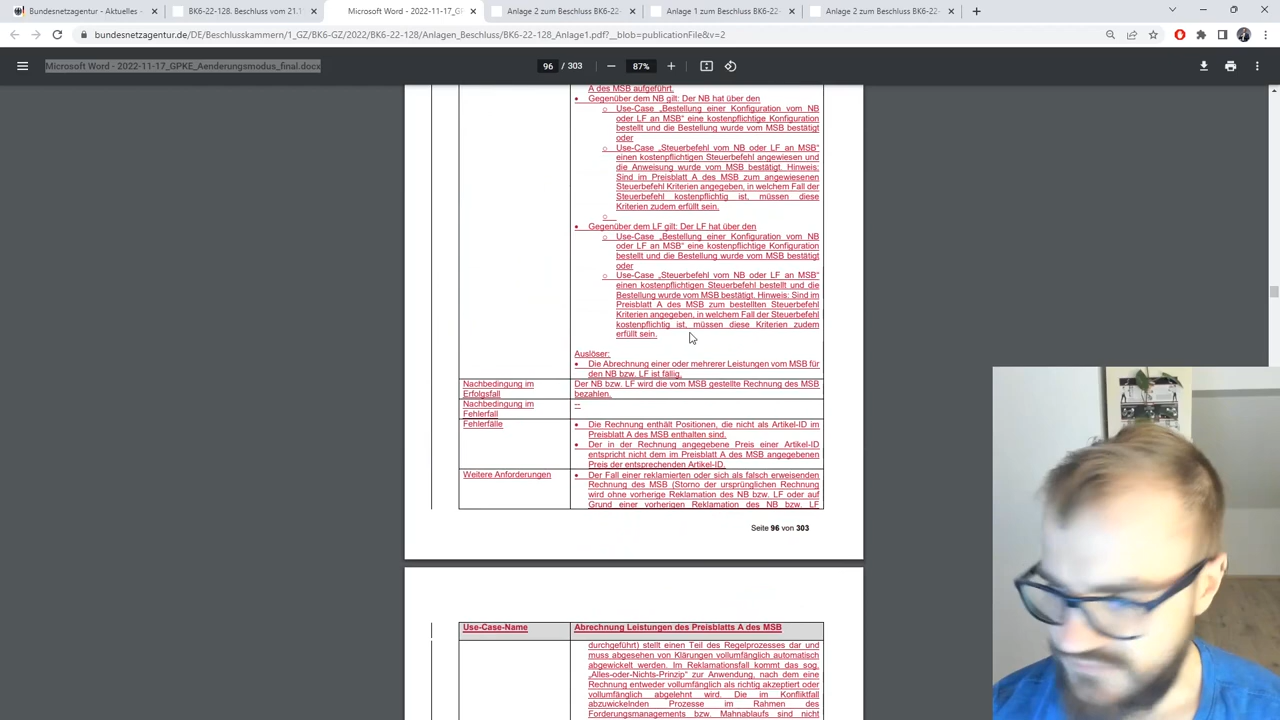 Bundesnetzagentur - Aktuelles -
BK6-22-128. Beschluss vom 21.1
Microsoft Word - 2022-11-17_GP
Anlage 2 zum Beschluss BK6-22-
Anlage 1 zum Beschluss BK6-22-
Anlage 2 zum Beschluss BK6-22-
bundesnetzagentur.de/DE/Beschlusskammern/1_GZ/BK6-GZ/2022/BK6-22-128/Anlagen_Beschluss/BK6-22-128_Anlage1.pdf?__blob=publicationFile&v=2
Microsoft Word - 2022-11-17_GPKE_Aenderungsmodus_final.docx
96 / 303
87%
A des MSB aufgeführt.
• Gegenüber dem NB gilt: Der NB hat über den
o Use-Case „Bestellung einer Konfiguration vom NB
oder LF an MSB“ eine kostenpflichtige Konfiguration
bestellt und die Bestellung wurde vom MSB bestätigt
oder
o Use-Case „Steuerbefehl vom NB oder LF an MSB“
einen kostenpflichtigen Steuerbefehl angewiesen und
die Anweisung wurde vom MSB bestätigt. Hinweis:
Sind im Preisblatt A des MSB zum angewiesenen
Steuerbefehl Kriterien angegeben, in welchem Fall der
Steuerbefehl kostenpflichtig ist, müssen diese
Kriterien zudem erfüllt sein.
o
• Gegenüber dem LF gilt: Der LF hat über den
o Use-Case „Bestellung einer Konfiguration vom NB
oder LF an MSB“ eine kostenpflichtige Konfiguration
bestellt und die Bestellung wurde vom MSB bestätigt
oder
o Use-Case „Steuerbefehl vom NB oder LF an MSB“
einen kostenpflichtigen Steuerbefehl bestellt und die
Bestellung wurde vom MSB bestätigt. Hinweis: Sind im
Preisblatt A des MSB zum bestellten Steuerbefehl
Kriterien angegeben, in welchem Fall der Steuerbefehl
kostenpflichtig ist, müssen diese Kriterien zudem
erfüllt sein.
Auslöser:
• Die Abrechnung einer oder mehrerer Leistungen vom MSB für
den NB bzw. LF ist fällig.
Nachbedingung im
Erfolgsfall
Der NB bzw. LF wird die vom MSB gestellte Rechnung des MSB
bezahlen.
Nachbedingung im
Fehlerfall
--
Fehlerfälle
• Die Rechnung enthält Positionen, die nicht als Artikel-ID im
Preisblatt A des MSB enthalten sind.
• Der in der Rechnung angegebene Preis einer Artikel-ID
entspricht nicht dem im Preisblatt A des MSB angegebenen
Preis der entsprechenden Artikel-ID.
Weitere Anforderungen
• Der Fall einer reklamierten oder sich als falsch erweisenden
Rechnung des MSB (Storno der ursprünglichen Rechnung
wird ohne vorherige Reklamation des NB bzw. LF oder auf
Grund einer vorherigen Reklamation des NB bzw. LF
Seite 96 von 303
Use-Case-Name
Abrechnung Leistungen des Preisblatts A des MSB
durchgeführt) stellt einen Teil des Regelprozesses dar und
muss abgesehen von Klärungen vollumfänglich automatisch
abgewickelt werden. Im Reklamationsfall kommt das sog.
„Alles-oder-Nichts-Prinzip“ zur Anwendung, nach dem eine
Rechnung entweder vollumfänglich als richtig akzeptiert oder
vollumfänglich abgelehnt wird. Die im Konfliktfall
abzuwickelnden Prozesse im Rahmen des
Forderungsmanagements bzw. Mahnablaufs sind nicht